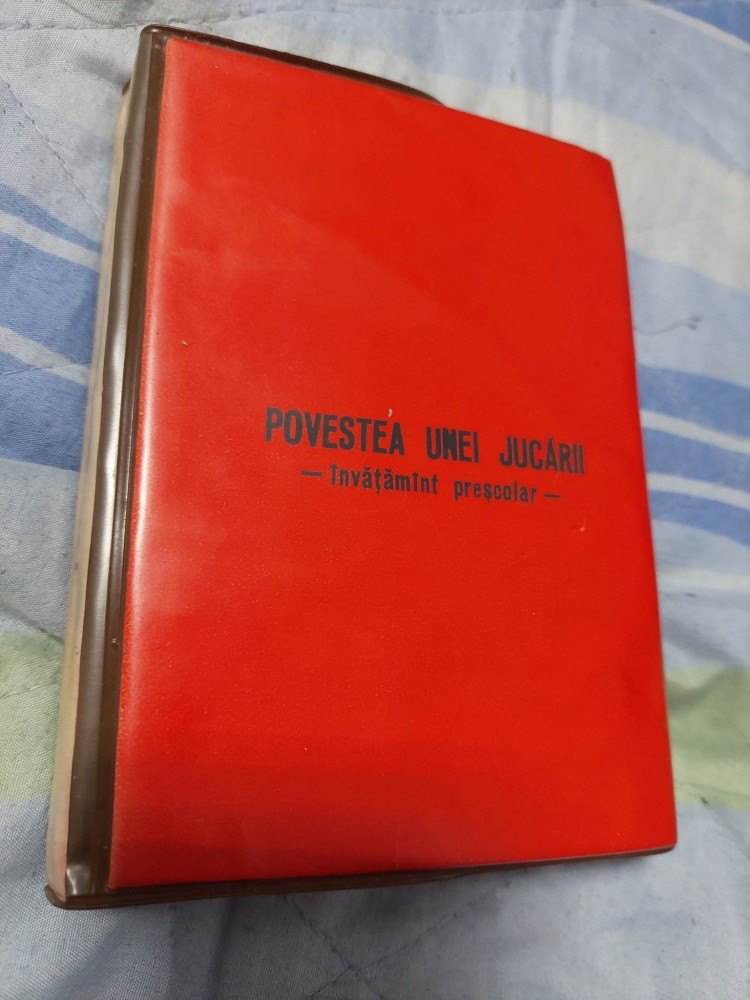 POVESTEA UNEI JUCĂRII
— învățămînt preșcolar —